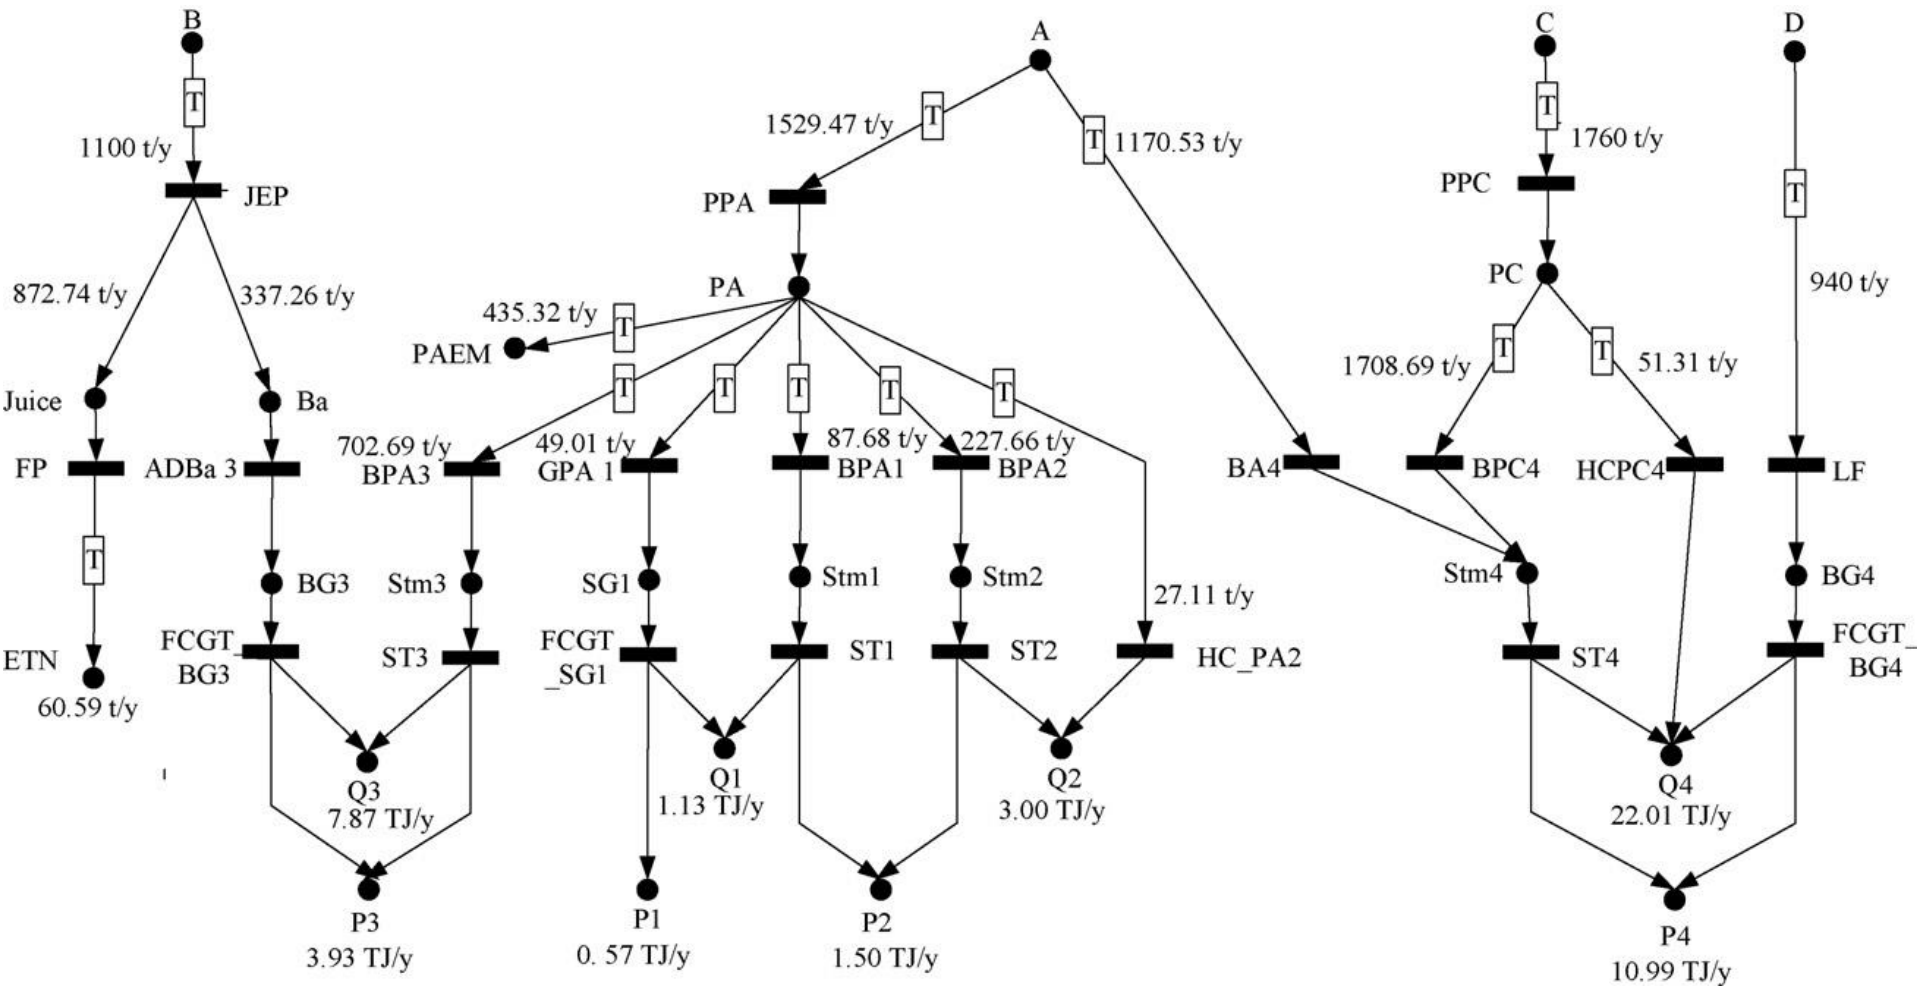 B
A
C
D
T
T
T
T
T
1529.47 t/y
1170.53 t/y
1100 t/y
1760 t/y
JEP
PPA
PPC
T
872.74 t/y
337.26 t/y
PA
PC
940 t/y
435.32 t/y
T
PAEM
T
T
1708.69 t/y
51.31 t/y
Juice
Ba
T
T
T
T
T
702.69 t/y
49.01 t/y
87.68 t/y
227.66 t/y
FP
ADBa 3
BPA3
GPA 1
BPA1
BPA2
BA4
BPC4
HCPC4
LF
T
BG3
Stm3
SG1
Stm1
Stm2
Stm4
BG4
27.11 t/y
ETN
60.59 t/y
FCGT_
BG3
ST3
FCGT
_SG1
ST1
ST2
HC_PA2
ST4
FCGT_
BG4
Q3
7.87 TJ/y
Q1
1.13 TJ/y
Q2
3.00 TJ/y
Q4
22.01 TJ/y
P3
3.93 TJ/y
P1
0. 57 TJ/y
P2
1.50 TJ/y
P4
10.99 TJ/y